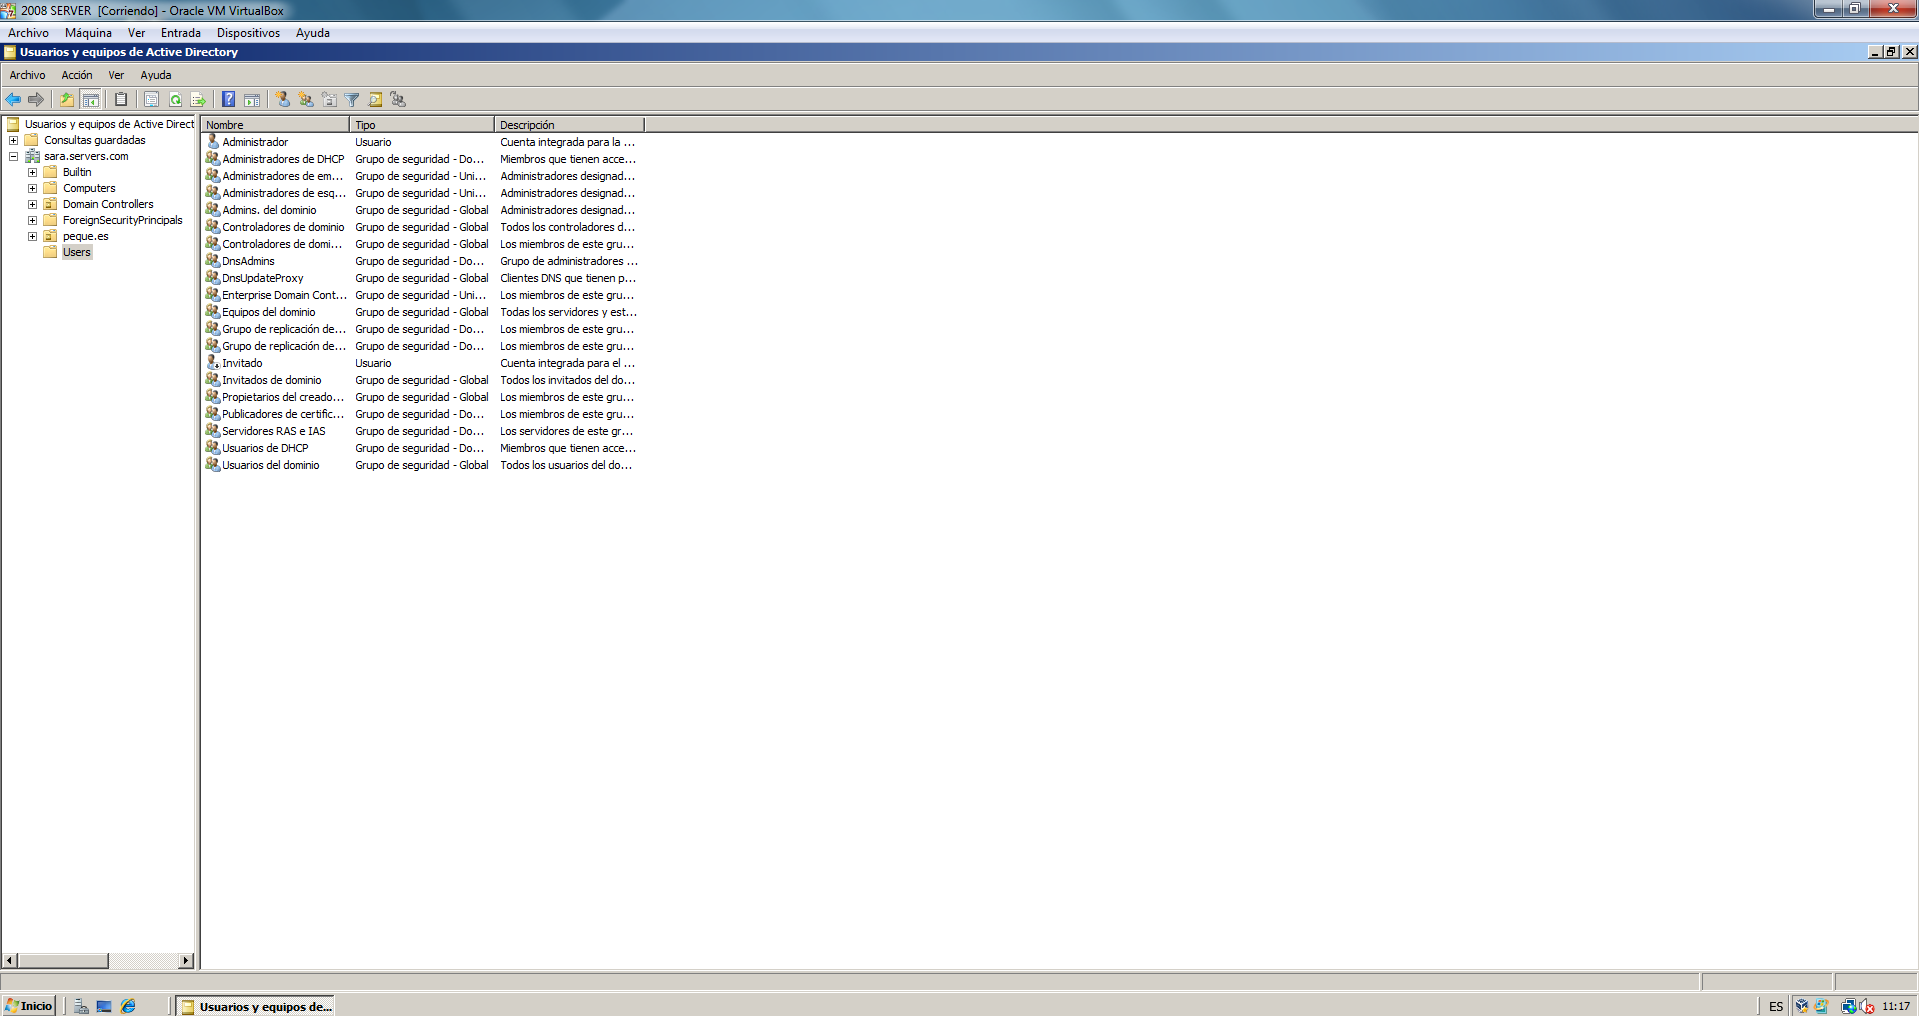 2008 SERVER [Corriendo] - Oracle VM VirtualBox
Archivo Máquina Ver Entrada Dispositivos Ayuda
Usuarios y equipos de Active Directory
Archivo Acción Ver Ayuda
Usuarios y equipos de Active Direct
Consultas guardadas
sara.servers.com
Builtin
Computers
Domain Controllers
ForeignSecurityPrincipals
peque.es
Users
Nombre Tipo Descripción
Administrador Usuario Cuenta integrada para la ...
Administradores de DHCP Grupo de seguridad - Do... Miembros que tienen acce...
Administradores de em... Grupo de seguridad - Uni... Administradores designad...
Administradores de esq... Grupo de seguridad - Uni... Administradores designad...
Admins. del dominio Grupo de seguridad - Global Administradores designad...
Controladores de dominio Grupo de seguridad - Global Todos los controladores d...
Controladores de domi... Grupo de seguridad - Global Los miembros de este gru...
DnsAdmins Grupo de seguridad - Do... Grupo de administradores ...
DnsUpdateProxy Grupo de seguridad - Global Clientes DNS que tienen p...
Enterprise Domain Cont... Grupo de seguridad - Uni... Los miembros de este gru...
Equipos del dominio Grupo de seguridad - Global Todas los servidores y est...
Grupo de replicación de... Grupo de seguridad - Do... Los miembros de este gru...
Grupo de replicación de... Grupo de seguridad - Do... Los miembros de este gru...
Invitado Usuario Cuenta integrada para el ...
Invitados de dominio Grupo de seguridad - Global Todos los invitados del do...
Propietarios del creado... Grupo de seguridad - Global Los miembros de este gru...
Publicadores de certific... Grupo de seguridad - Do... Los miembros de este gru...
Servidores RAS e IAS Grupo de seguridad - Do... Los servidores de este gr...
Usuarios de DHCP Grupo de seguridad - Do... Miembros que tienen acce...
Usuarios del dominio Grupo de seguridad - Global Todos los usuarios del do...
Inicio Usuarios y equipos de... ES 11:17